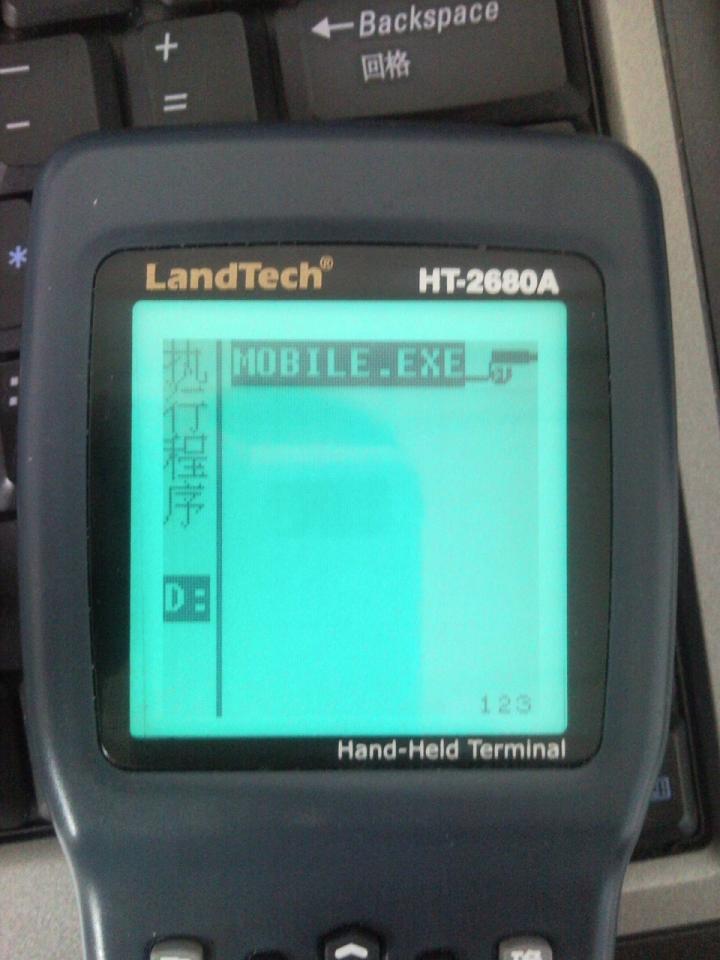 ←Backspace
回格
+
=
*
LandTech®
HT-2680A
执行程序
MOBILE.EXE
D:
123
Hand-Held Terminal